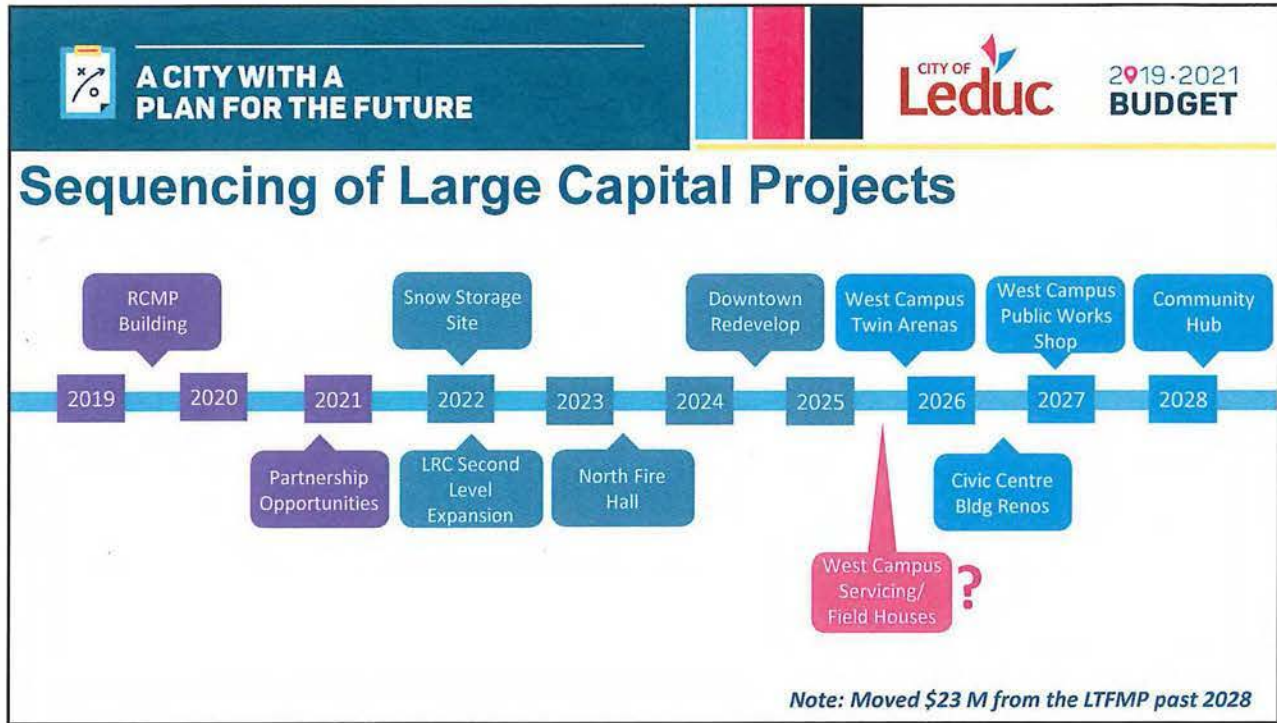 A CITY WITH A
PLAN FOR THE FUTURE
CITY OF
Leduc
2019·2021
BUDGET
Sequencing of Large Capital Projects
RCMP
Building
Snow Storage
Site
Downtown
Redevelop
West Campus
Twin Arenas
West Campus
Public Works
Shop
Community
Hub
2019
2020
2021
2022
2023
2024
2025
2026
2027
2028
Partnership
Opportunities
LRC Second
Level
Expansion
North Fire
Hall
Civic Centre
Bldg Renos
West Campus
Servicing/
Field Houses
?
Note: Moved $23 M from the LTFMP past 2028